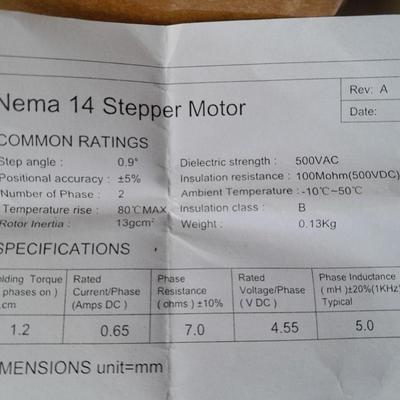 Rev: A
Nema 14 Stepper Motor
Date:
COMMON RATINGS
Step angle : 0.9°
Dielectric strength : 500VAC
Positional accuracy : ±5%
Insulation resistance : 100Mohm(500VDC)
Number of Phase : 2
Ambient Temperature : -10℃~50℃
Temperature rise : 80℃MAX
Insulation class : B
Rotor Inertia : 13gcm²
Weight : 0.13Kg
SPECIFICATIONS
olding Torque
phases on )
.cm
Rated
Current/Phase
(Amps DC )
Phase
Resistance
( ohms ) ±10%
Rated
Voltage/Phase
( V DC )
Phase Inductance
( mH )±20%(1KHz)
Typical
1.2 0.65 7.0 4.55 5.0
MENSIONS unit=mm